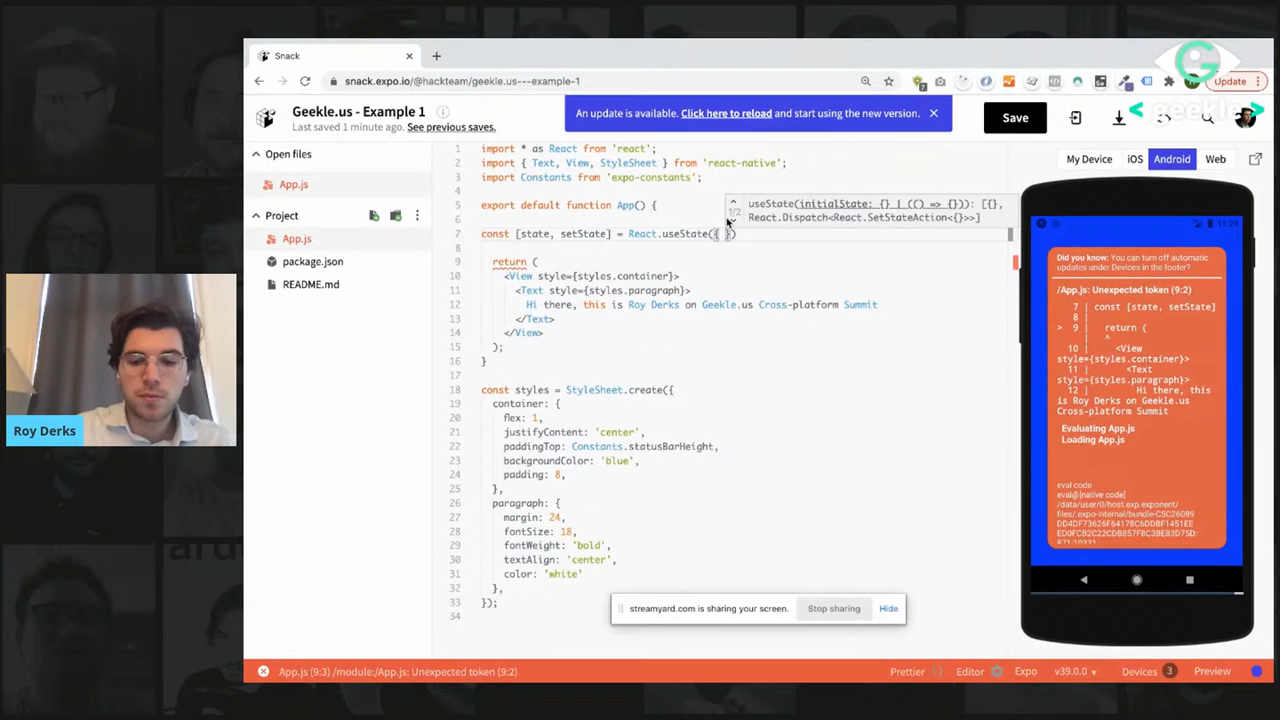 Snack
snack.expo.io/@hackteam/geekle.us---example-1
Update
G
< geekle >
Geekle.us - Example 1
Last saved 1 minute ago. See previous saves.
An update is available. Click here to reload and start using the new version.
Save
Open files
App.js
Project
App.js
package.json
README.md
My Device
iOS
Android
Web
1 import * as React from 'react';
2 import { Text, View, StyleSheet } from 'react-native';
3 import Constants from 'expo-constants';
4
5 export default function App() {
6
7 const [state, setState] = React.useState({ })
8
9 return (
10 <View style={styles.container}>
11 <Text style={styles.paragraph}>
12 Hi there, this is Roy Derks on Geekle.us Cross-platform Summit
13 </Text>
14 </View>
15 );
16 }
17
18 const styles = StyleSheet.create({
19 container: {
20 flex: 1,
21 justifyContent: 'center',
22 paddingTop: Constants.statusBarHeight,
23 backgroundColor: 'blue',
24 padding: 8,
25 },
26 paragraph: {
27 margin: 24,
28 fontSize: 18,
29 fontWeight: 'bold',
30 textAlign: 'center',
31 color: 'white'
32 },
33 });
34
1/2
useState(initialState: {} | (() => {})): [{},
React.Dispatch<React.SetStateAction<{}>>]
11:24
Did you know: You can turn off automatic
updates under Devices in the footer?
/App.js: Unexpected token (9:2)
7 | const [state, setState]
8 |
> 9 | return (
| ^
10 | <View
style={styles.container}>
11 | <Text
style={styles.paragraph}>
12 | Hi there, this
is Roy Derks on Geekle.us
Cross-platform Summit
Evaluating App.js
Loading App.js
eval code
eval@[native code]
/data/user/0/host.exp.exponent/
Roy Derks
streamyard.com is sharing your screen.
Stop sharing
Hide
App.js (9:3) /module:/App.js: Unexpected token (9:2)
Prettier
Editor
Expo
v39.0.0
Devices
3
Preview